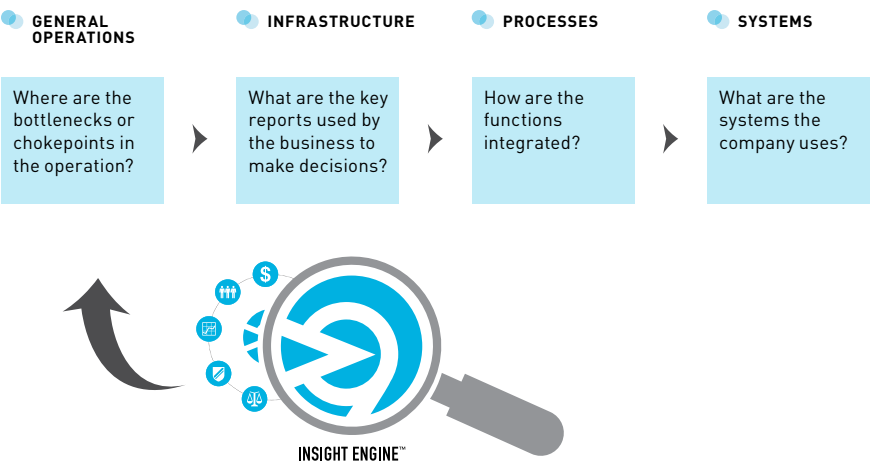 GENERAL
OPERATIONS
INFRASTRUCTURE
PROCESSES
SYSTEMS
Where are the
bottlenecks or
chokepoints in
the operation?
What are the key
reports used by
the business to
make decisions?
How are the
functions
integrated?
What are the
systems the
company uses?
$
INSIGHT ENGINE™